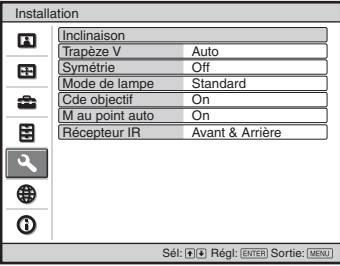 Installation
Inclinaison
Trapèze V Auto
Symétrie Off
Mode de lampe Standard
Cde objectif On
M au point auto On
Récepteur IR Avant & Arrière
Sél: Régl: ENTER Sortie: MENU